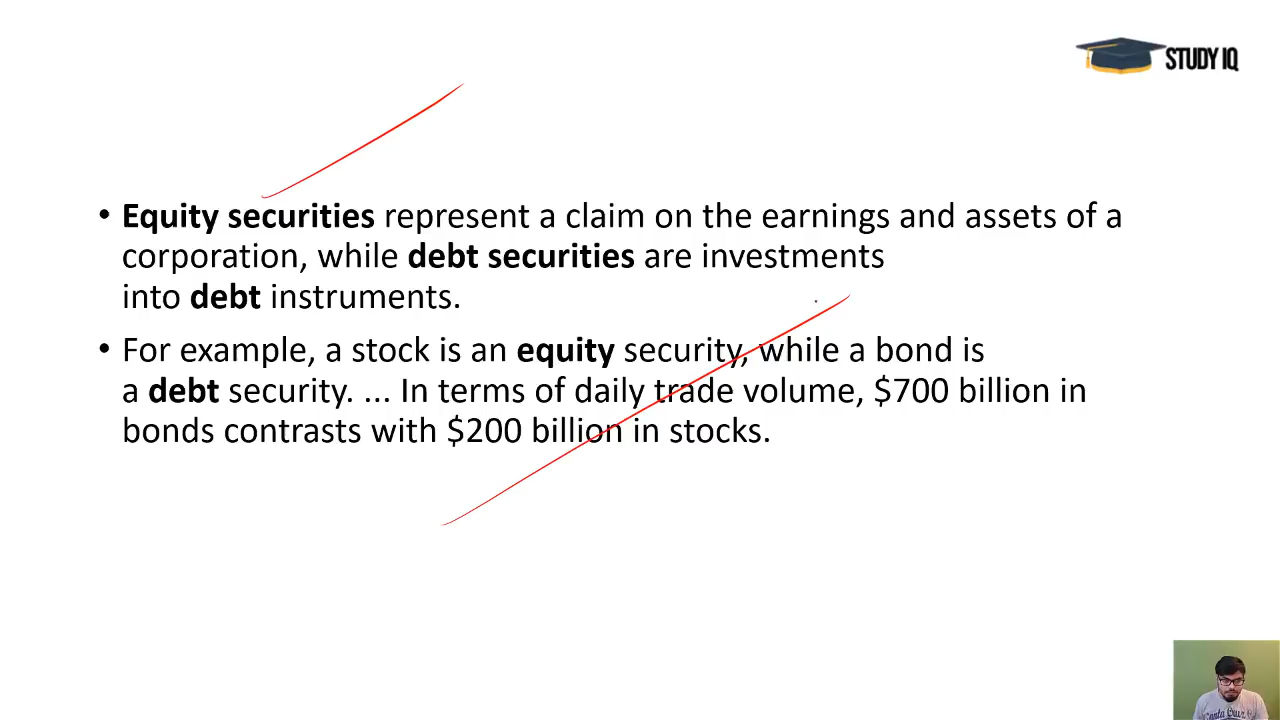 STUDY IQ
• Equity securities represent a claim on the earnings and assets of a
corporation, while debt securities are investments
into debt instruments.
• For example, a stock is an equity security, while a bond is
a debt security. ... In terms of daily trade volume, $700 billion in
bonds contrasts with $200 billion in stocks.